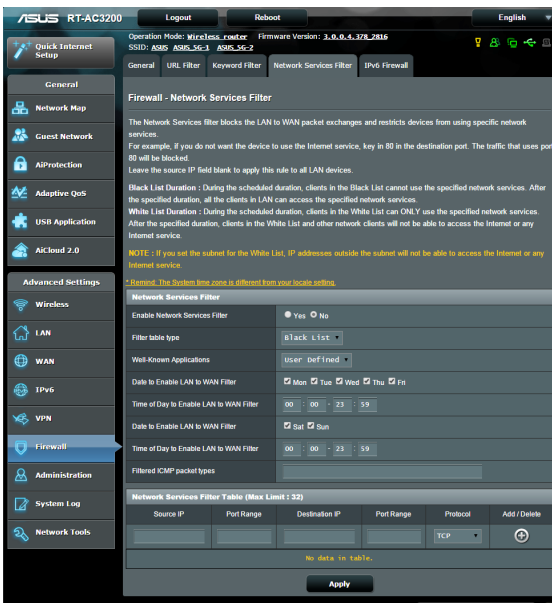 ASUS RT-AC3200 Logout Reboot English
Quick Internet Setup
Operation Mode: Wireless router Firmware Version: 3.0.0.4.378_2816
SSID: ASUS ASUS_5G-1 ASUS_5G-2
General URL Filter Keyword Filter Network Services Filter IPv6 Firewall
General
Network Map
Guest Network
AiProtection
Adaptive QoS
USB Application
AiCloud 2.0
Advanced Settings
Wireless
LAN
WAN
IPv6
VPN
Firewall
Administration
System Log
Network Tools
Firewall - Network Services Filter
The Network Services filter blocks the LAN to WAN packet exchanges and restricts devices from using specific network
services.
For example, if you do not want the device to use the Internet service, key in 80 in the destination port. The traffic that uses port
80 will be blocked.
Leave the source IP field blank to apply this rule to all LAN devices.
Black List Duration : During the scheduled duration, clients in the Black List cannot use the specified network services. After
the specified duration, all the clients in LAN can access the specified network services.
White List Duration : During the scheduled duration, clients in the White List can ONLY use the specified network services.
After the specified duration, clients in the White List and other network clients will not be able to access the Internet or any
Internet service.
NOTE : If you set the subnet for the White List, IP addresses outside the subnet will not be able to access the Internet or any
Internet service.
* Remind: The System time zone is different from your locale setting.
Network Services Filter
Enable Network Services Filter Yes No
Filter table type Black List
Well-Known Applications User Defined
Date to Enable LAN to WAN Filter Mon Tue Wed Thu Fri
Time of Day to Enable LAN to WAN Filter 00 : 00 - 23 : 59
Date to Enable LAN to WAN Filter Sat Sun
Time of Day to Enable LAN to WAN Filter 00 : 00 - 23 : 59
Filtered ICMP packet types
Network Services Filter Table (Max Limit : 32)
Source IP Port Range Destination IP Port Range Protocol Add / Delete
TCP
No data in table.
Apply